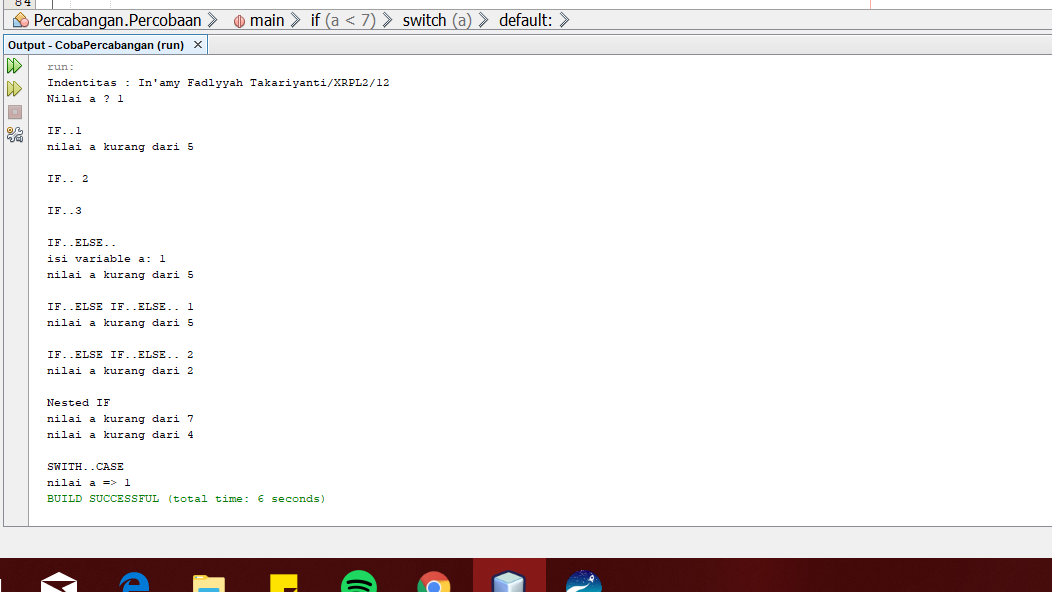 84
Percabangan.Percobaan main if (a < 7) switch (a) default:
Output - CobaPercabangan (run) ×
run:
Indentitas : In'amy Fadlyyah Takariyanti/XRPL2/12
Nilai a ? 1
IF..1
nilai a kurang dari 5
IF.. 2
IF..3
IF..ELSE..
isi variable a: 1
nilai a kurang dari 5
IF..ELSE IF..ELSE.. 1
nilai a kurang dari 5
IF..ELSE IF..ELSE.. 2
nilai a kurang dari 2
Nested IF
nilai a kurang dari 7
nilai a kurang dari 4
SWITH..CASE
nilai a => 1
BUILD SUCCESSFUL (total time: 6 seconds)